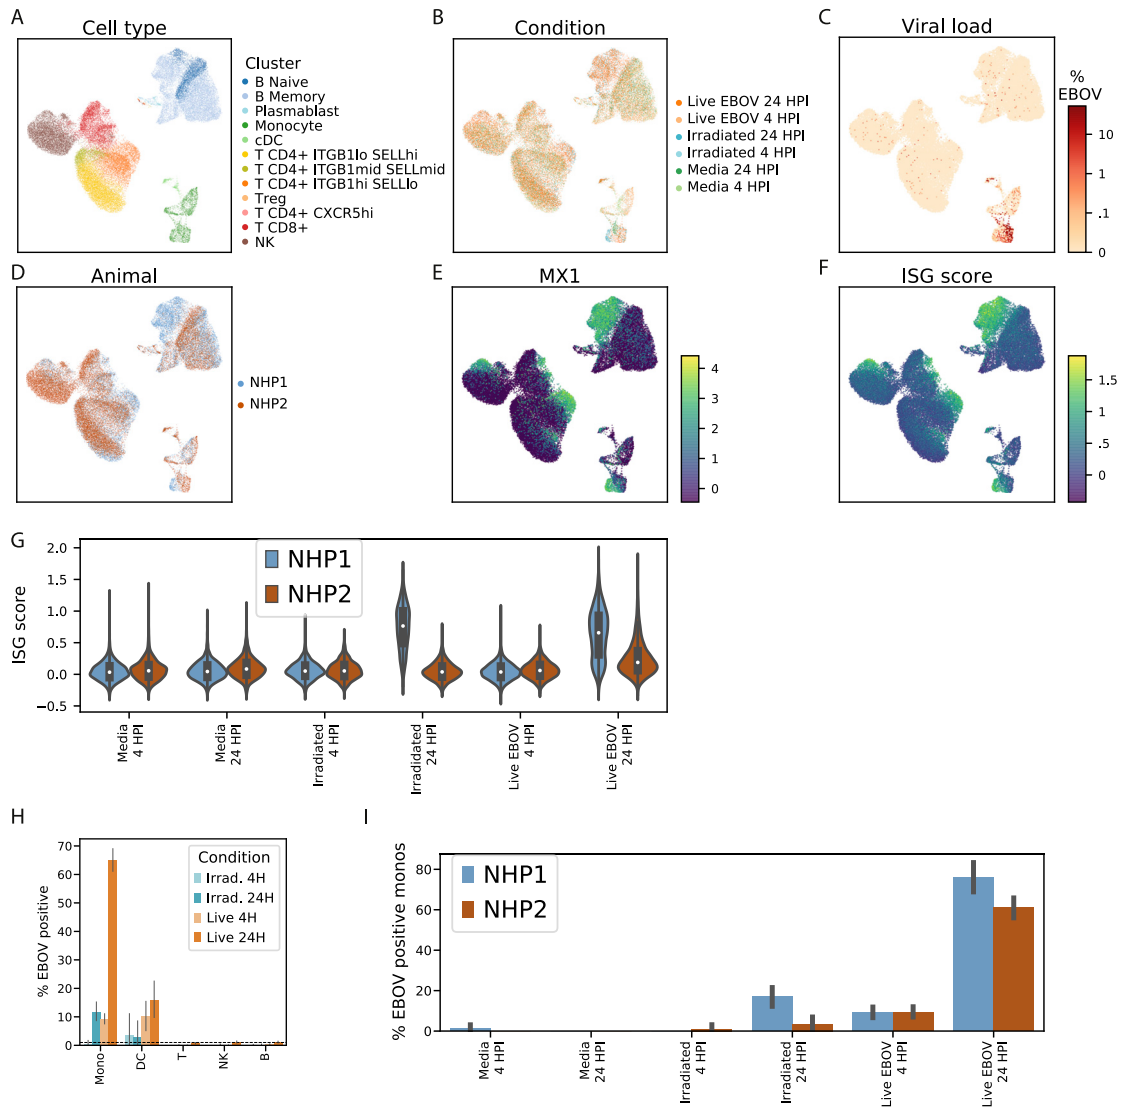 A
Cell type
Cluster
B Naive
B Memory
Plasmablast
Monocyte
cDC
T CD4+ ITGB1lo SELLhi
T CD4+ ITGB1mid SELLmid
T CD4+ ITGB1hi SELLlo
Treg
T CD4+ CXCR5hi
T CD8+
NK
B
Condition
Live EBOV 24 HPI
Live EBOV 4 HPI
Irradiated 24 HPI
Irradiated 4 HPI
Media 24 HPI
Media 4 HPI
C
Viral load
%
EBOV
10
1
.1
0
D
Animal
NHP1
NHP2
E
MX1
4
3
2
1
0
F
ISG score
1.5
1
.5
0
G
ISG score
2.0
1.5
1.0
0.5
0.0
−0.5
NHP1
NHP2
Media
4 HPI
Media
24 HPI
Irradiated
4 HPI
Irradidated
24 HPI
Live EBOV
4 HPI
Live EBOV
24 HPI
H
% EBOV positive
70
60
50
40
30
20
10
0
Condition
Irrad. 4H
Irrad. 24H
Live 4H
Live 24H
Mono
DC
T
NK
B
I
% EBOV positive monos
80
60
40
20
0
NHP1
NHP2
Media
4 HPI
Media
24 HPI
Irradiated
4 HPI
Irradiated
24 HPI
Live EBOV
4 HPI
Live EBOV
24 HPI